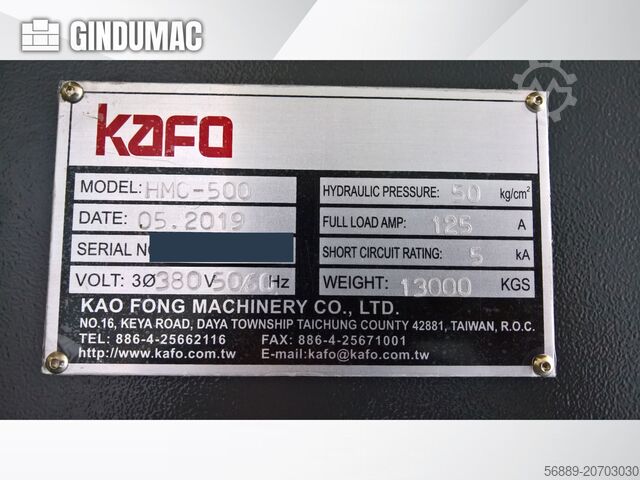 GINDUMAC
KAFO
MODEL: HMC-500
HYDRAULIC PRESSURE: 50 kg/cm²
DATE: 05.2019
FULL LOAD AMP: 125 A
SERIAL NO
SHORT CIRCUIT RATING: 5 kA
VOLT: 3Ø380V5060Hz
WEIGHT: 13000 KGS
KAO FONG MACHINERY CO., LTD.
NO.16, KEYA ROAD, DAYA TOWNSHIP TAICHUNG COUNTY 42881, TAIWAN, R.O.C.
TEL: 886-4-25662116 FAX: 886-4-25671001
http://www.kafo.com.tw E-mail:kafo@kafo.com.tw
56889-20703030